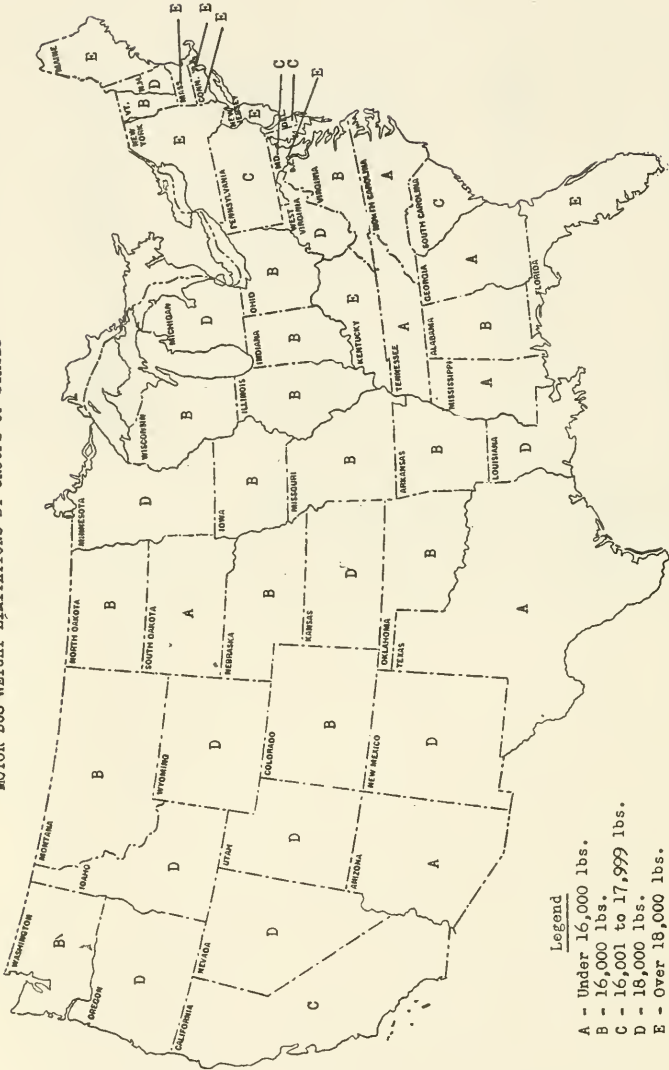 MOTOR BUS WEIGHT LIMITATIONS BY GROUPS OF STATES
WASHINGTON
B
OREGON
D
CALIFORNIA
C
NEVADA
D
IDAHO
D
MONTANA
B
WYOMING
D
UTAH
D
ARIZONA
A
COLORADO
B
NEW MEXICO
D
NORTH DAKOTA
B
SOUTH DAKOTA
A
NEBRASKA
B
KANSAS
D
OKLAHOMA
B
TEXAS
A
MINNESOTA
D
IOWA
B
MISSOURI
B
ARKANSAS
B
LOUISIANA
D
WISCONSIN
B
ILLINOIS
B
MICHIGAN
D
INDIANA
B
OHIO
B
KENTUCKY
E
TENNESSEE
A
MISSISSIPPI
A
ALABAMA
B
GEORGIA
A
FLORIDA
E
SOUTH CAROLINA
C
NORTH CAROLINA
A
VIRGINIA
B
WEST VIRGINIA
D
PENNSYLVANIA
C
NEW YORK
E
VT.
B
N.H.
D
MAINE
E
MASS.
E
CONN.
E
E
NEW JERSEY
E
MD.
C
DEL.
C
E
Legend
A - Under 16,000 lbs.
B - 16,000 lbs.
C - 16,001 to 17,999 lbs.
D - 18,000 lbs.
E - Over 18,000 lbs.